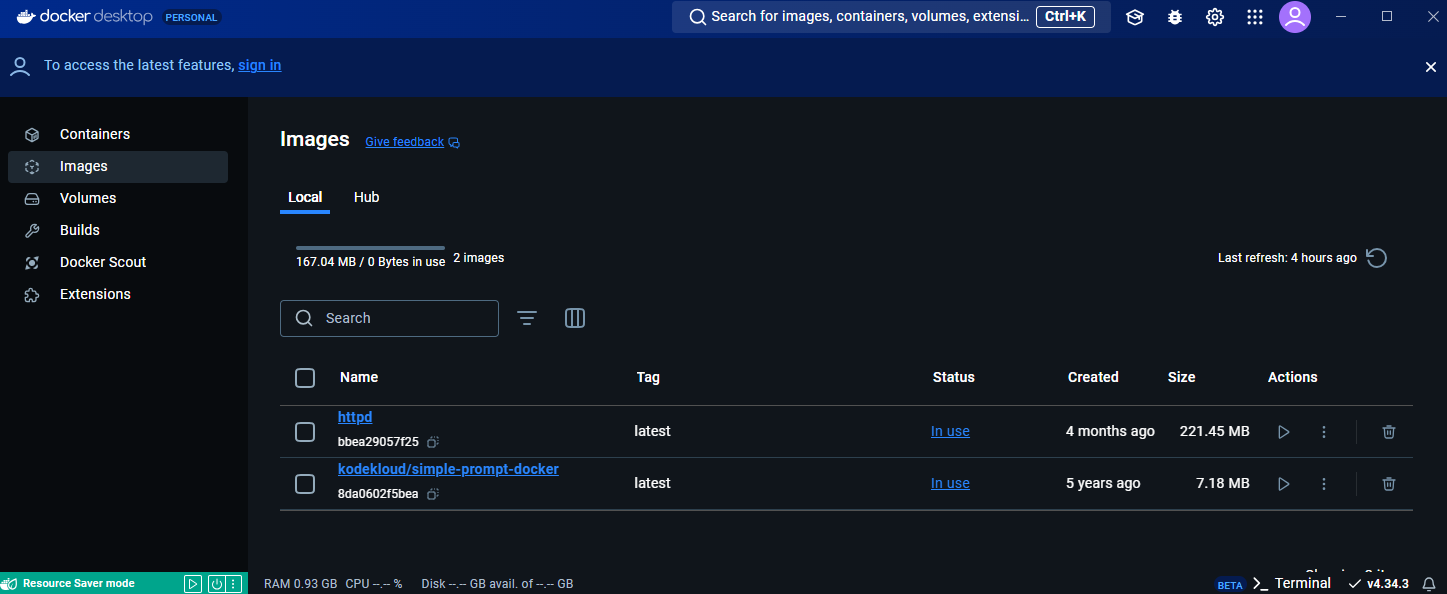 docker desktop PERSONAL
Search for images, containers, volumes, extensi... Ctrl+K
To access the latest features, sign in
Containers
Images
Volumes
Builds
Docker Scout
Extensions
Images Give feedback
Local Hub
167.04 MB / 0 Bytes in use 2 images
Last refresh: 4 hours ago
Search
Name Tag Status Created Size Actions
httpd
bbea29057f25
latest In use 4 months ago 221.45 MB
kodekloud/simple-prompt-docker
8da0602f5bea
latest In use 5 years ago 7.18 MB
Resource Saver mode
RAM 0.93 GB CPU --.-- % Disk --.-- GB avail. of --.-- GB
BETA >_ Terminal v4.34.3